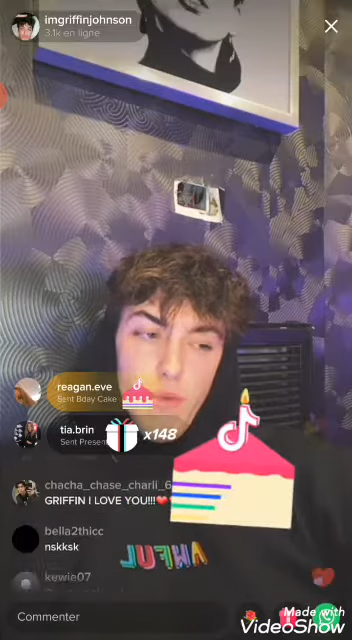 imgriffinjohnson
3.1k en ligne
reagan.eve
Sent Bday Cake
tia.brin
Sent Present
x148
chacha_chase_charli_6
GRIFFIN I LOVE YOU!!!
bella2thicc
nskksk
kewie07
AWFUL
Commenter
Made with
VideoShow